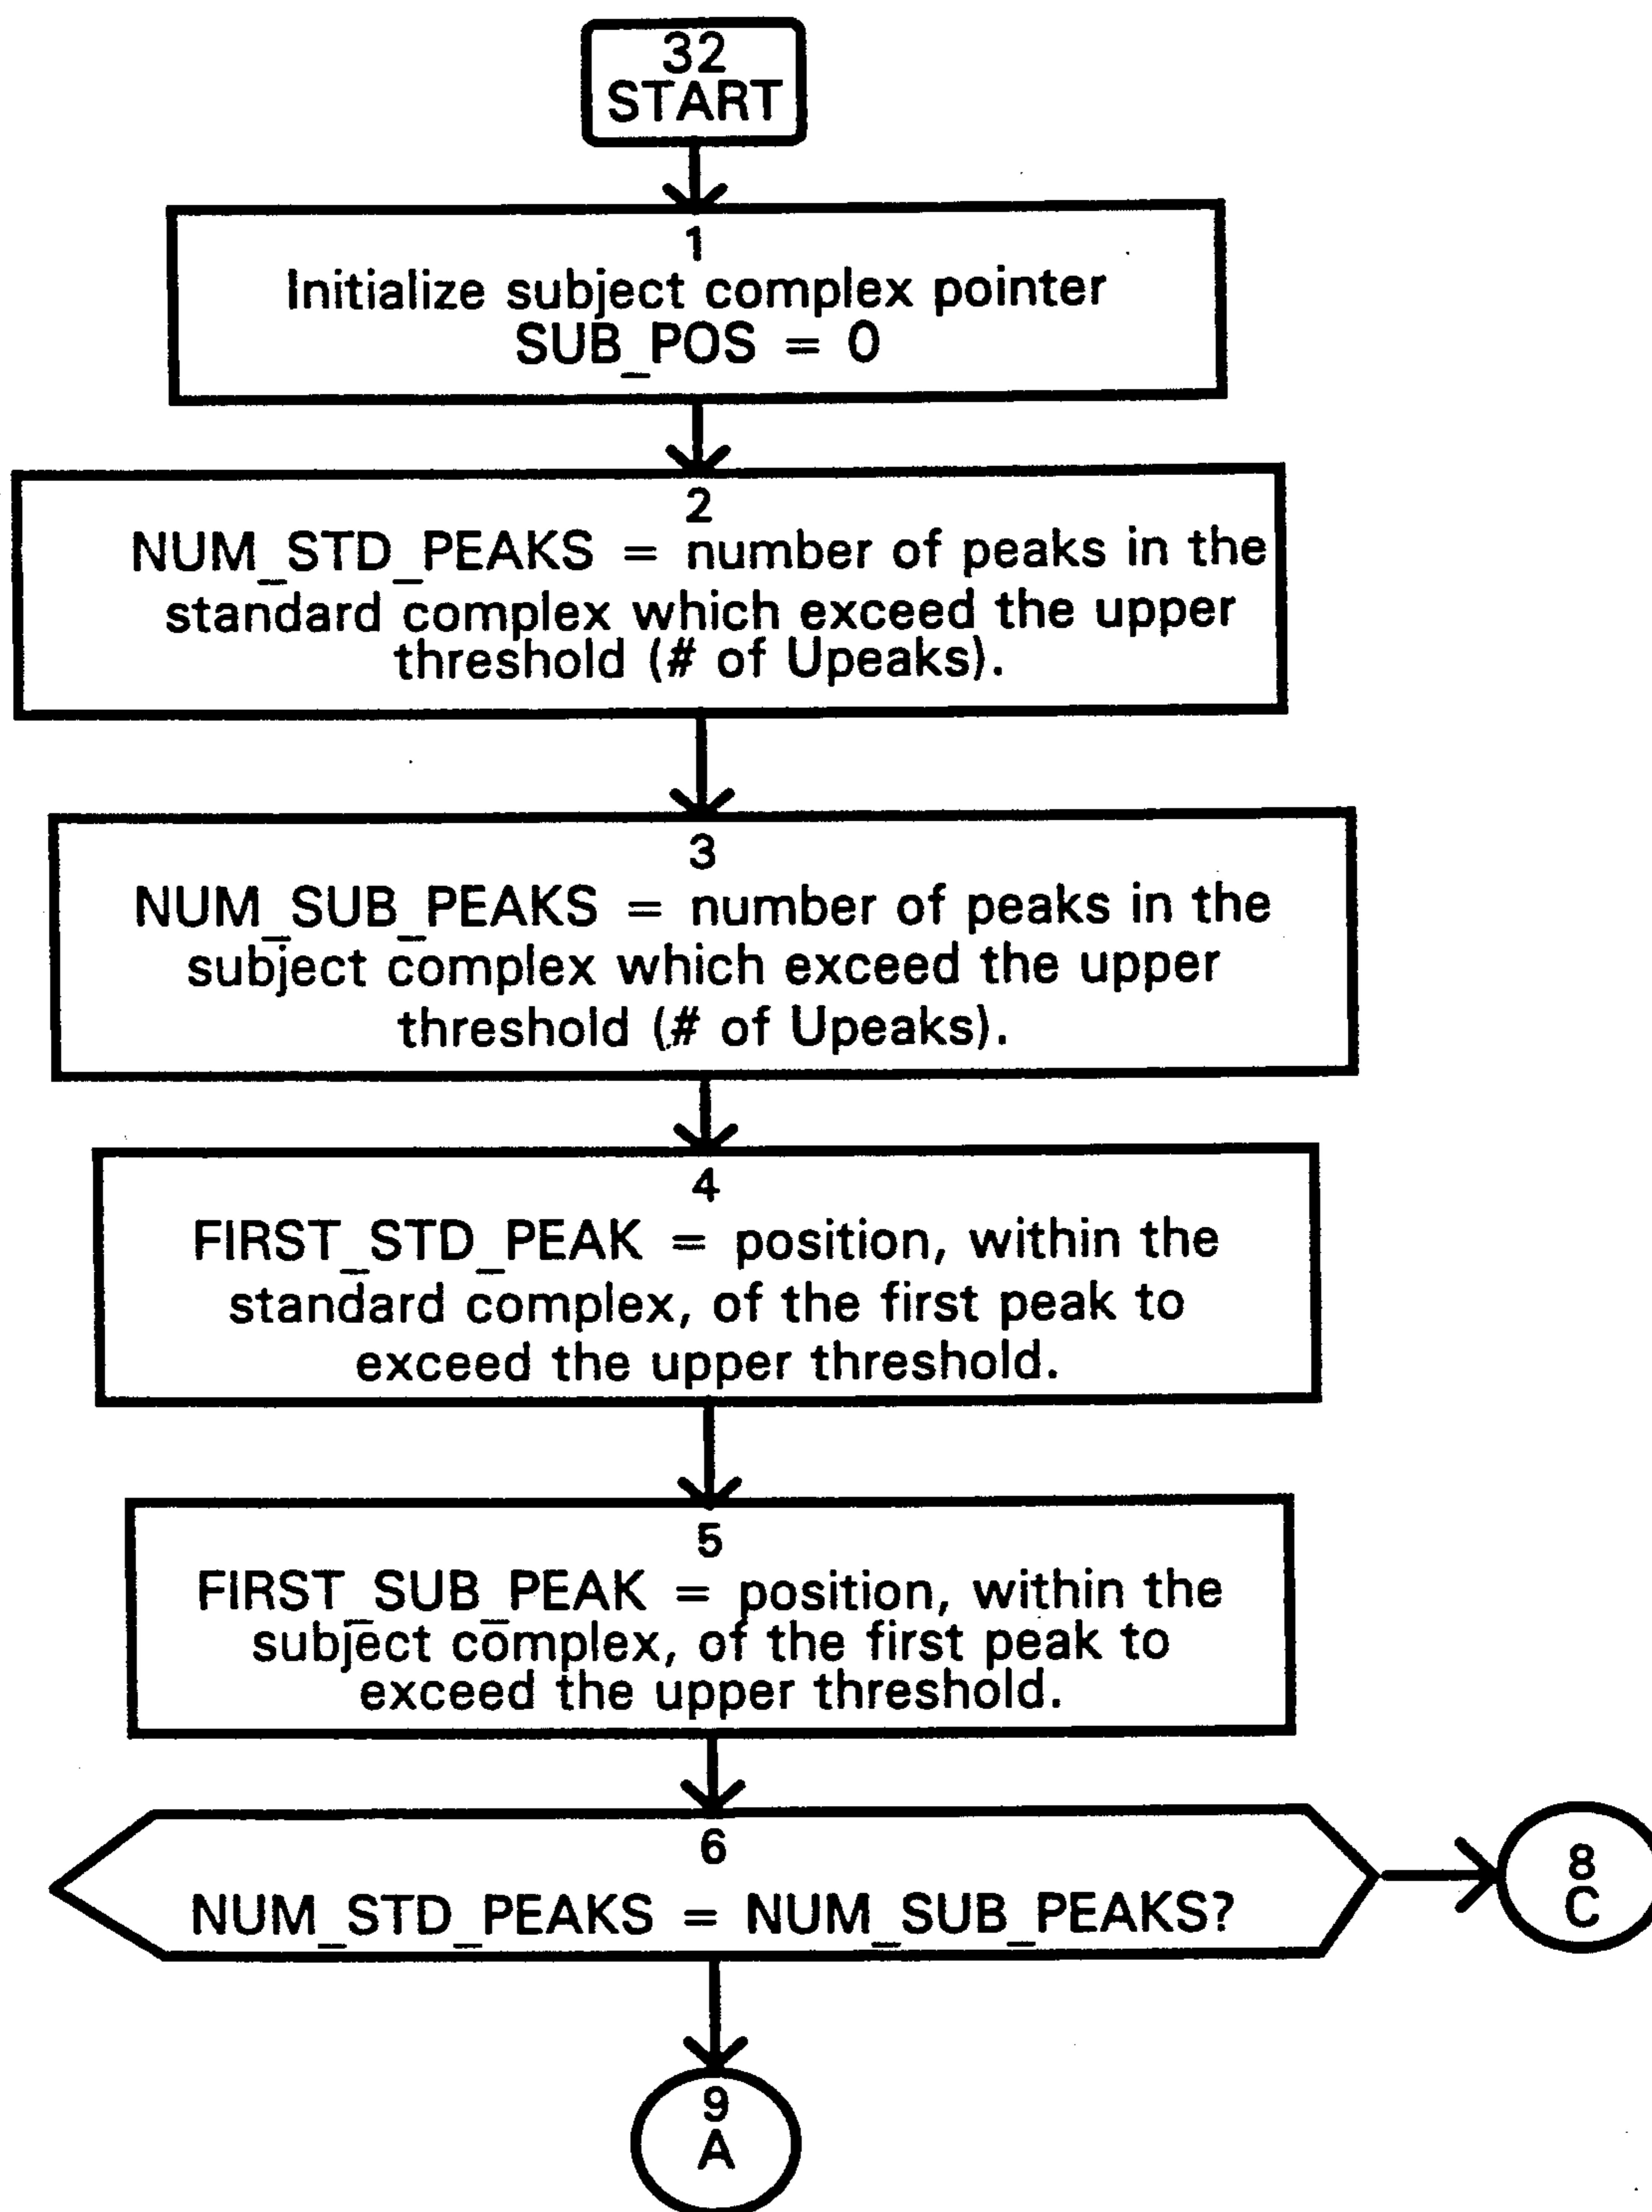 32
START
1
Initialize subject complex pointer
SUB_POS = 0
2
NUM_STD_PEAKS = number of peaks in the
standard complex which exceed the upper
threshold (# of Upeaks).
3
NUM_SUB_PEAKS = number of peaks in the
subject complex which exceed the upper
threshold (# of Upeaks).
4
FIRST_STD_PEAK = position, within the
standard complex, of the first peak to
exceed the upper threshold.
5
FIRST_SUB_PEAK = position, within the
subject complex, of the first peak to
exceed the upper threshold.
6
NUM_STD_PEAKS = NUM_SUB_PEAKS?
8
C
9
A